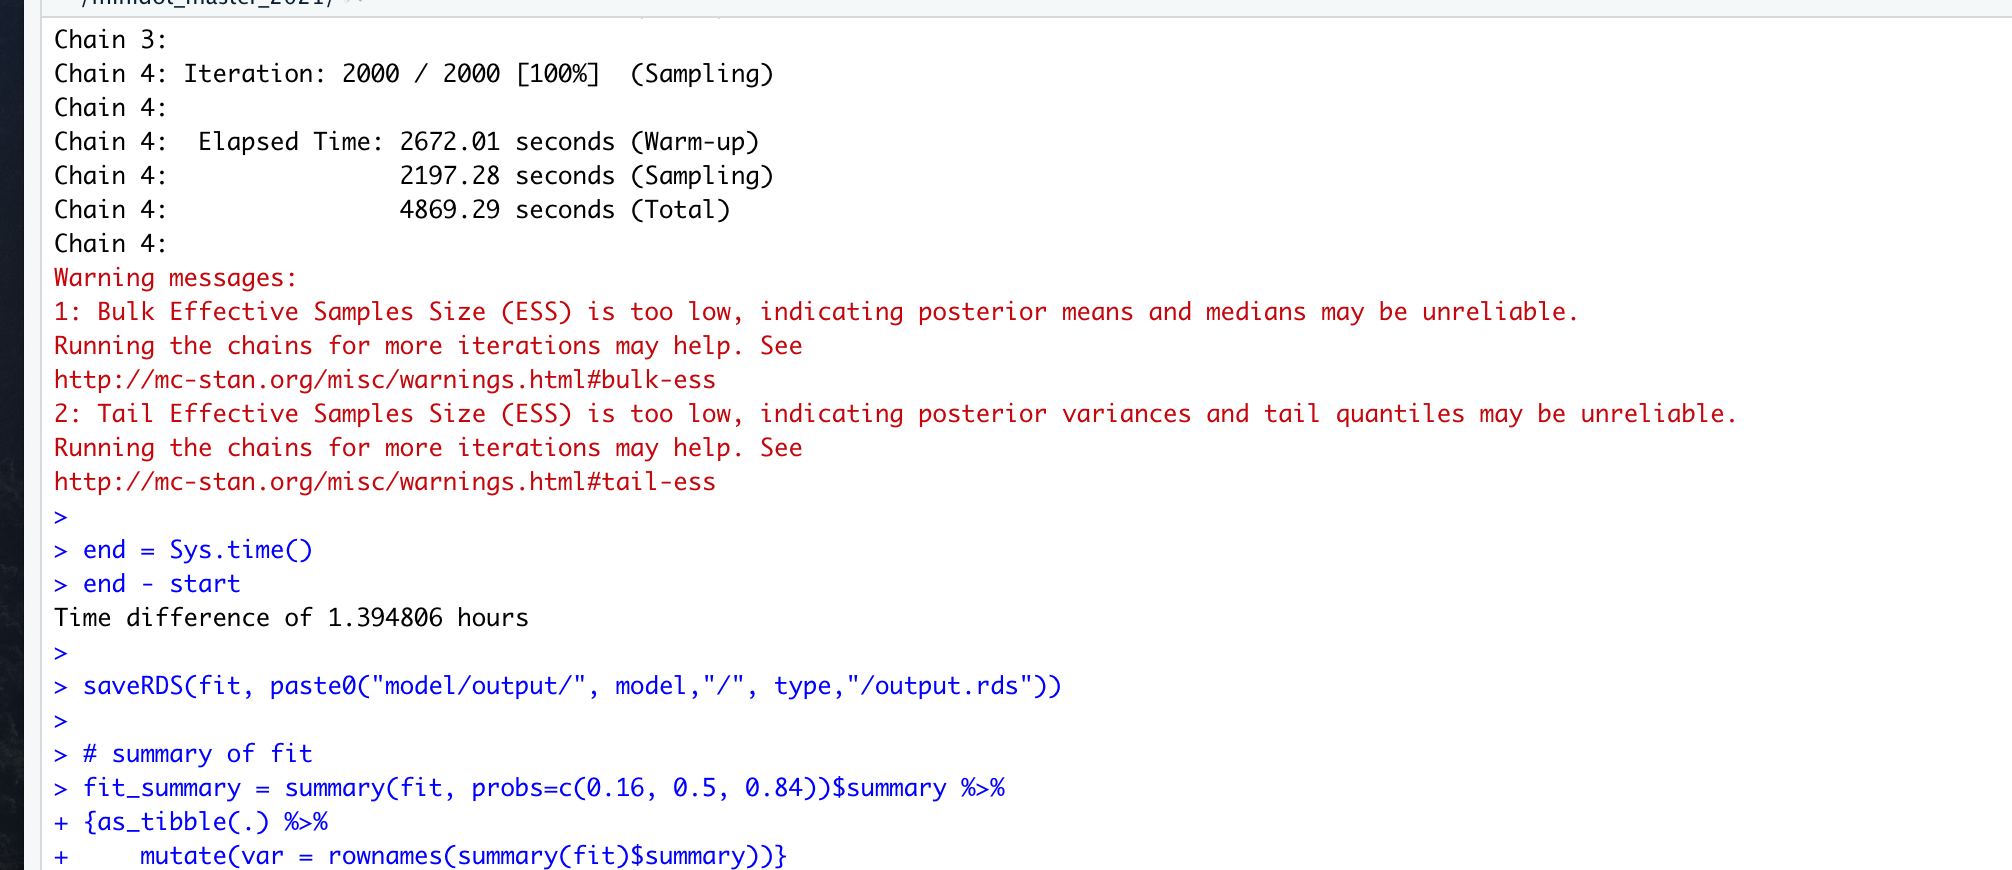 Chain 3:
Chain 4: Iteration: 2000 / 2000 [100%]  (Sampling)
Chain 4:
Chain 4:  Elapsed Time: 2672.01 seconds (Warm-up)
Chain 4:                2197.28 seconds (Sampling)
Chain 4:                4869.29 seconds (Total)
Chain 4:
Warning messages:
1: Bulk Effective Samples Size (ESS) is too low, indicating posterior means and medians may be unreliable.
Running the chains for more iterations may help. See
http://mc-stan.org/misc/warnings.html#bulk-ess
2: Tail Effective Samples Size (ESS) is too low, indicating posterior variances and tail quantiles may be unreliable.
Running the chains for more iterations may help. See
http://mc-stan.org/misc/warnings.html#tail-ess
>
> end = Sys.time()
> end - start
Time difference of 1.394806 hours
>
> saveRDS(fit, paste0("model/output/", model,"/", type,"/output.rds"))
>
> # summary of fit
> fit_summary = summary(fit, probs=c(0.16, 0.5, 0.84))$summary %>%
+ {as_tibble(.) %>%
+     mutate(var = rownames(summary(fit)$summary))}